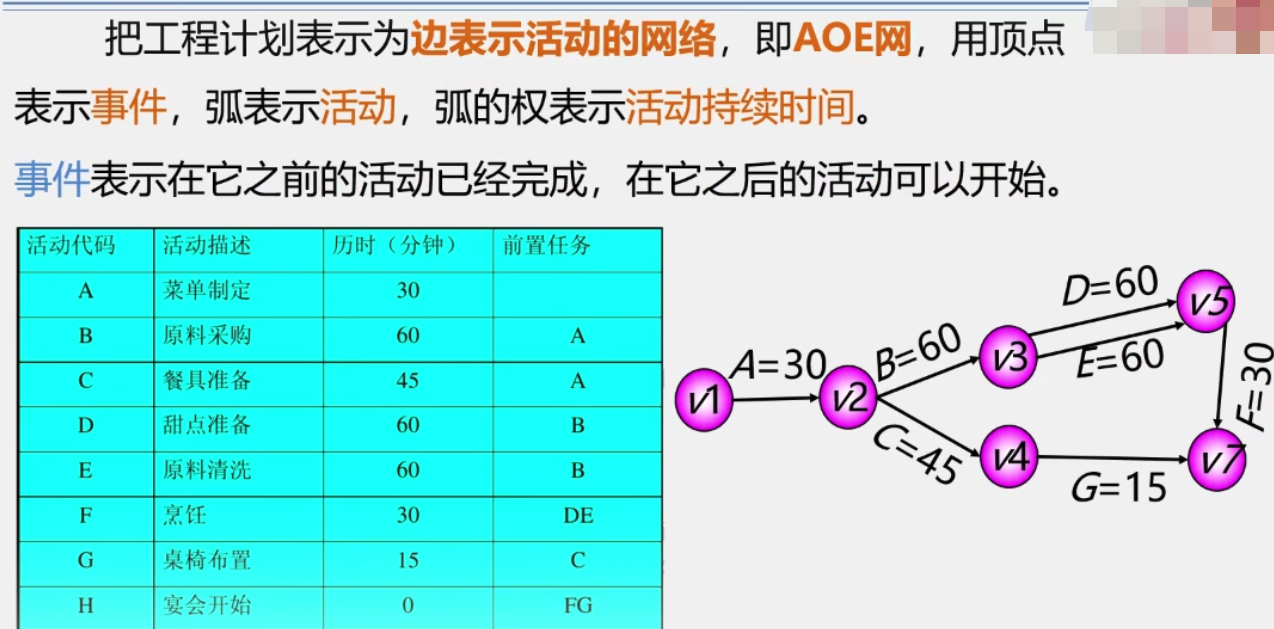 把工程计划表示为边表示活动的网络，即AOE网，用顶点
表示事件，弧表示活动，弧的权表示活动持续时间。
事件表示在它之前的活动已经完成，在它之后的活动可以开始。
活动代码 活动描述 历时（分钟） 前置任务
A 菜单制定 30
B 原料采购 60 A
C 餐具准备 45 A
D 甜点准备 60 B
E 原料清洗 60 B
F 烹饪 30 DE
G 桌椅布置 15 C
H 宴会开始 0 FG
v1
A=30
v2
B=60
C=45
v3
v4
D=60
E=60
G=15
v5
F=30
v7